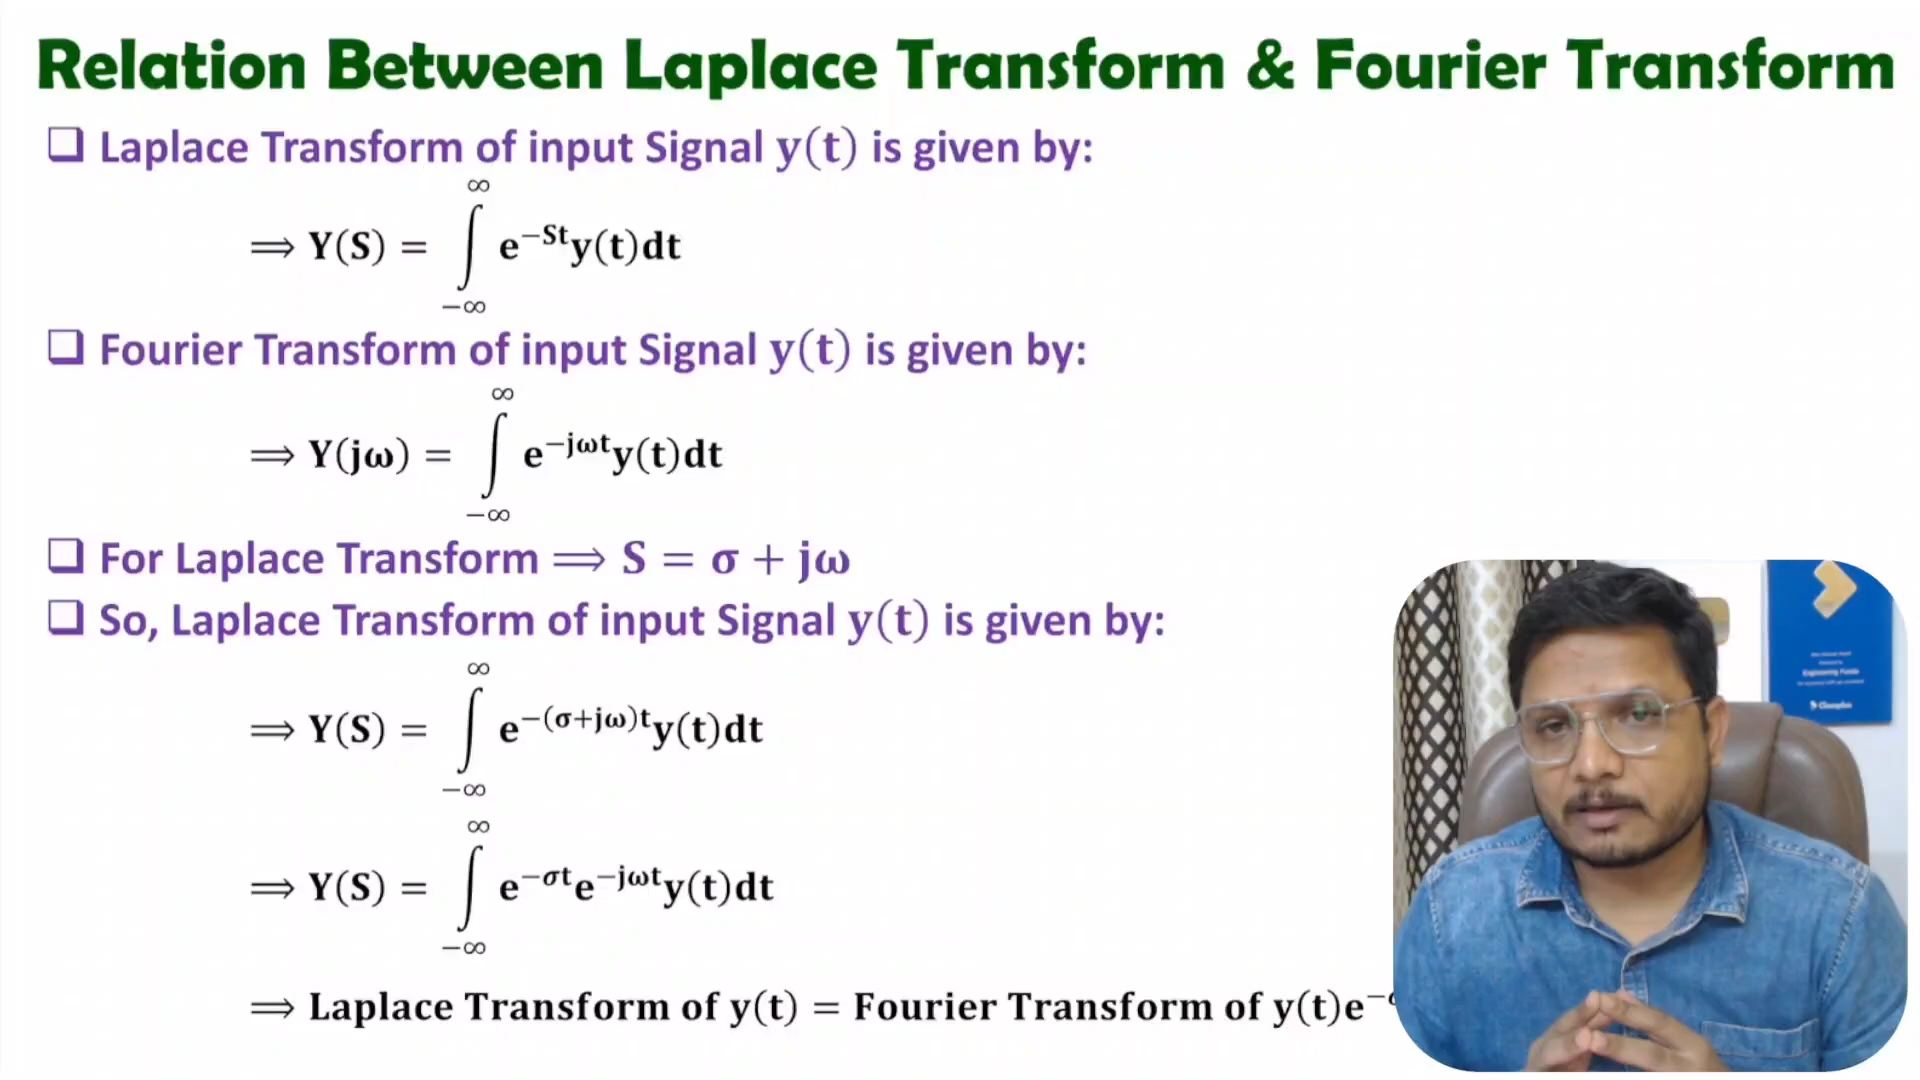 Relation Between Laplace Transform & Fourier Transform
❑ Laplace Transform of input Signal y(t) is given by:
⟹ Y(S) = ∫_{−∞}^{∞} e^{−St}y(t)dt
❑ Fourier Transform of input Signal y(t) is given by:
⟹ Y(jω) = ∫_{−∞}^{∞} e^{−jωt}y(t)dt
❑ For Laplace Transform ⟹ S = σ + jω
❑ So, Laplace Transform of input Signal y(t) is given by:
⟹ Y(S) = ∫_{−∞}^{∞} e^{−(σ+jω)t}y(t)dt
⟹ Y(S) = ∫_{−∞}^{∞} e^{−σt}e^{−jωt}y(t)dt
⟹ Laplace Transform of y(t) = Fourier Transform of y(t)e^{−
Engineering Funda